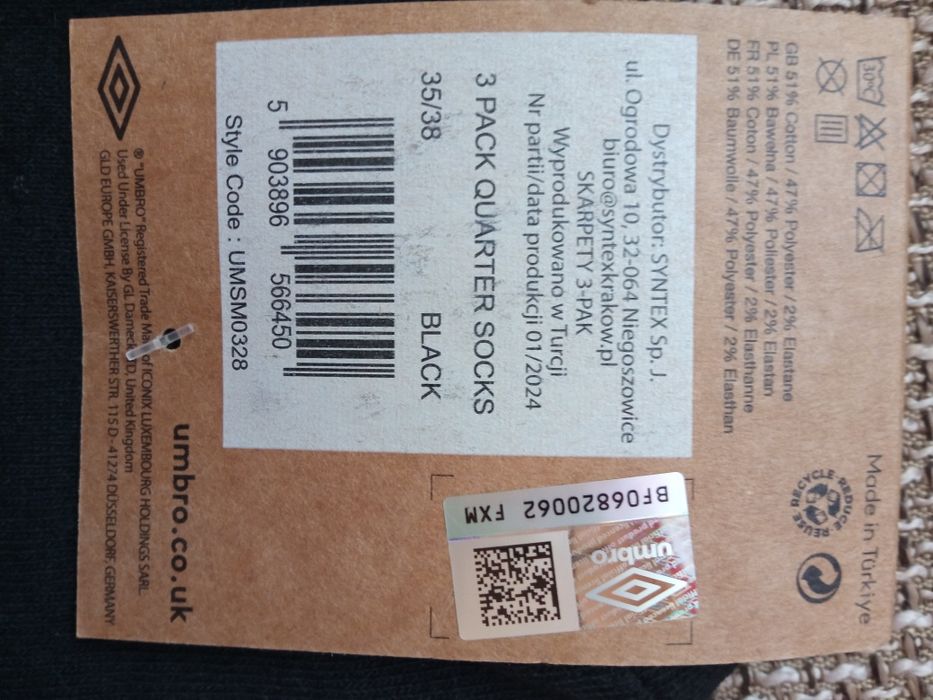 Made in Türkiye
30°C
GB 51% Cotton / 47% Polyester / 2% Elastane
PL 51% Bawełna / 47% Poliester / 2% Elastan
FR 51% Coton / 47% Polyester / 2% Elasthanne
DE 51% Baumwolle / 47% Polyester / 2% Elasthan
RECYCLE REDUCE REUSE
Dystrybutor: SYNTEX Sp. J.
ul. Ogrodowa 10, 32-064 Niegoszowice
biuro@syntexkrakow.pl
SKARPETY 3-PAK
Wyprodukowano w Turcji
Nr partii/data produkcji 01/2024
3 PACK QUARTER SOCKS
35/38 BLACK
5 903896 566450
Style Code : UMSM0328
BF06820062 FXM
umbro
umbro.co.uk
® "UMBRO" Registered Trade Mark of ICONIX LUXEMBOURG HOLDINGS SARL
Used Under License By GL Dameck LTD, United Kingdom
GLD EUROPE GMBH, KAISERSWERTHER STR. 115 D - 41274 DÜSSELDORF, GERMANY